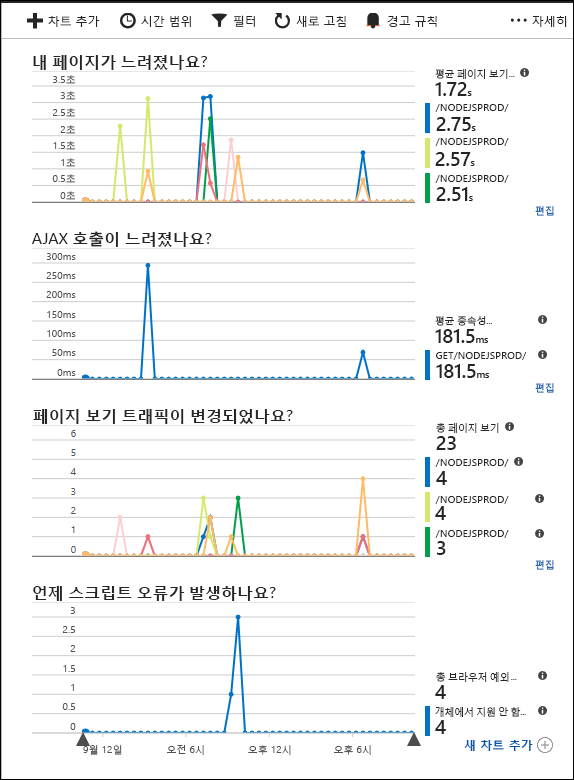 차트 추가 시간 범위 필터 새로 고침 경고 규칙 ••• 자세히
내 페이지가 느려졌나요?
3.5초
3초
2.5초
2초
1.5초
1초
0.5초
0초
평균 페이지 보기...
1.72s
/NODEJSPROD/
2.75s
/NODEJSPROD/
2.57s
/NODEJSPROD/
2.51s
편집
AJAX 호출이 느려졌나요?
300ms
250ms
200ms
150ms
100ms
50ms
0ms
평균 종속성...
181.5ms
GET/NODEJSPROD/
181.5ms
편집
페이지 보기 트래픽이 변경되었나요?
6
5
4
3
2
1
0
총 페이지 보기
23
/NODEJSPROD/
4
/NODEJSPROD/
4
/NODEJSPROD/
3
편집
언제 스크립트 오류가 발생하나요?
3
2.5
2
1.5
1
0.5
0
총 브라우저 예외...
4
개체에서 지원 안 함...
4
9월 12일 오전 6시 오후 12시 오후 6시
새 차트 추가